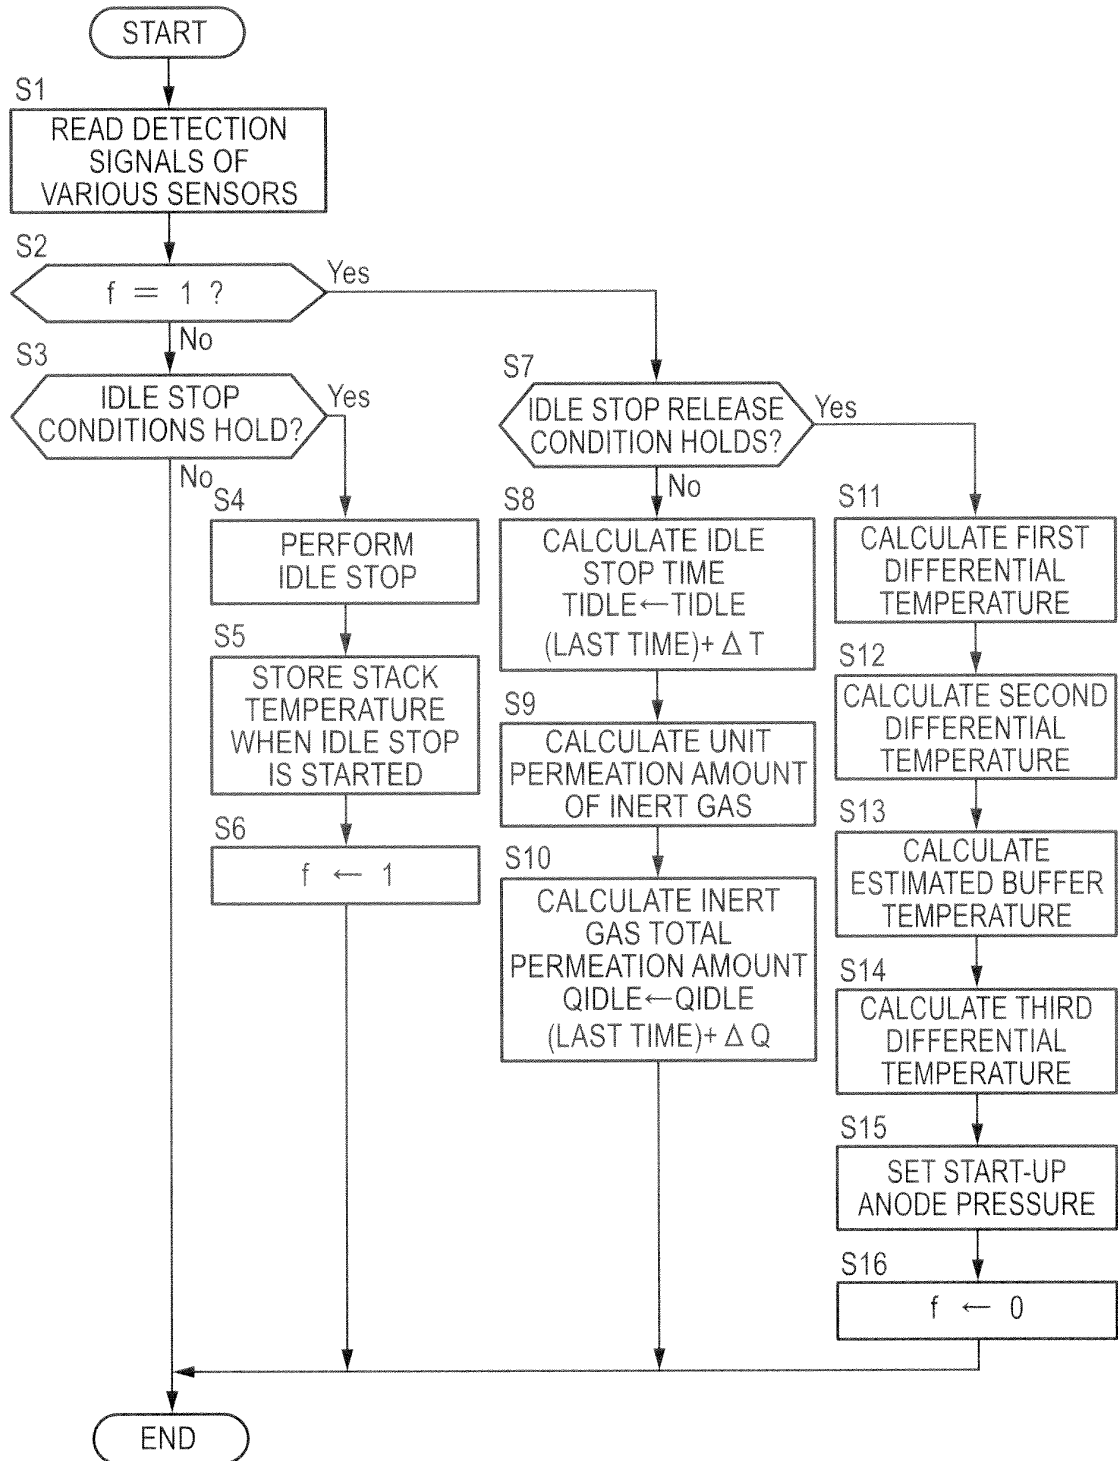 START
S1
READ DETECTION
SIGNALS OF
VARIOUS SENSORS
S2
f = 1 ?
Yes
No
S3
IDLE STOP
CONDITIONS HOLD?
Yes
No
S4
PERFORM
IDLE STOP
S5
STORE STACK
TEMPERATURE
WHEN IDLE STOP
IS STARTED
S6
f ← 1
S7
IDLE STOP RELEASE
CONDITION HOLDS?
Yes
No
S8
CALCULATE IDLE
STOP TIME
TIDLE←TIDLE
(LAST TIME)+ Δ T
S9
CALCULATE UNIT
PERMEATION AMOUNT
OF INERT GAS
S10
CALCULATE INERT
GAS TOTAL
PERMEATION AMOUNT
QIDLE←QIDLE
(LAST TIME)+ Δ Q
S11
CALCULATE FIRST
DIFFERENTIAL
TEMPERATURE
S12
CALCULATE SECOND
DIFFERENTIAL
TEMPERATURE
S13
CALCULATE
ESTIMATED BUFFER
TEMPERATURE
S14
CALCULATE THIRD
DIFFERENTIAL
TEMPERATURE
S15
SET START-UP
ANODE PRESSURE
S16
f ← 0
END